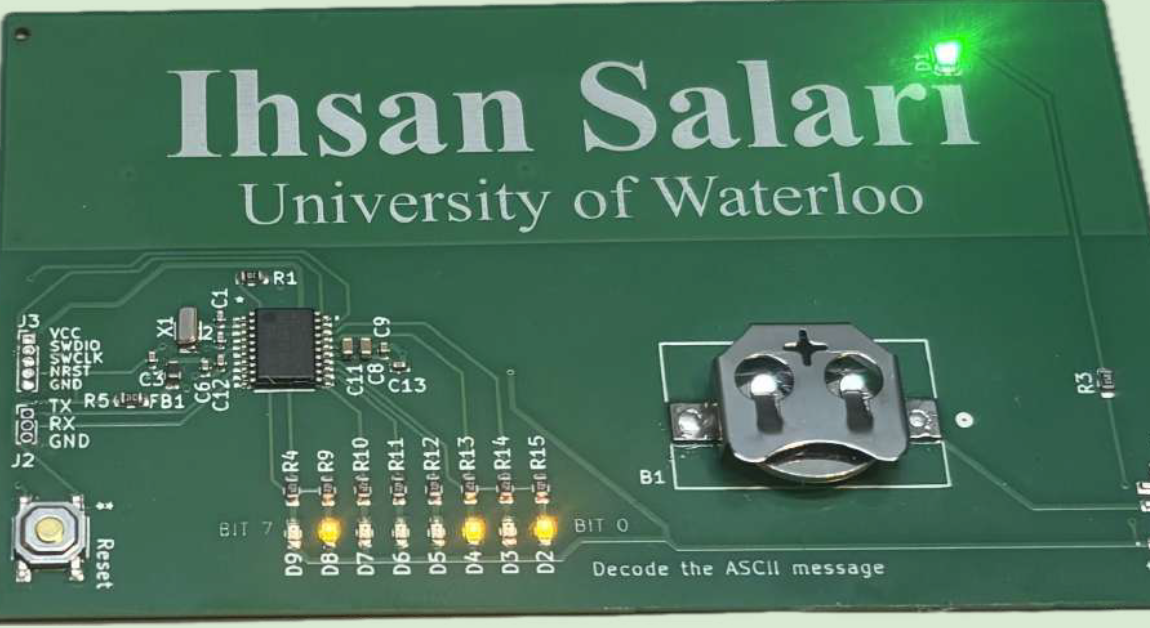 D1
Ihsan Salari
University of Waterloo
R1
J3
VCC
SWDIO
SWCLK
NRST
GND
X1
C1
C9
C3
C6
C12
C11
C8
C13
R5
FB1
TX
RX
GND
J2
R3
B1
R4 R9 R10 R11 R12 R13 R14 R15
BIT 7
BIT 0
D9 D8 D7 D6 D5 D4 D3 D2
Reset
Decode the ASCII message